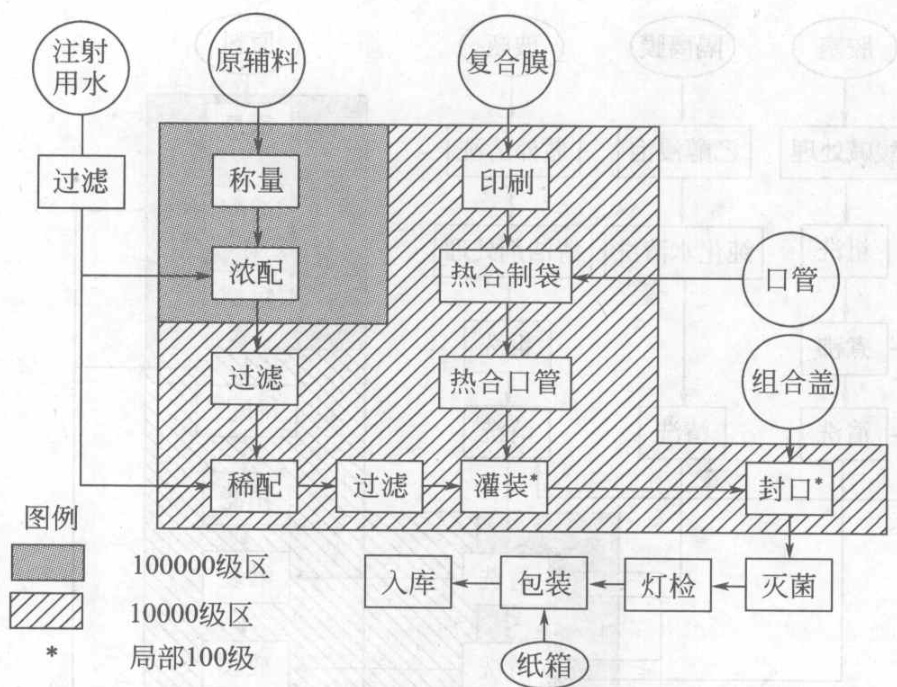 注射
用水
原辅料
复合膜
过滤
称量
印刷
浓配
热合制袋
口管
过滤
热合口管
组合盖
稀配
过滤
灌装*
封口*
图例
100000级区
10000级区
* 局部100级
入库
包装
灯检
灭菌
纸箱